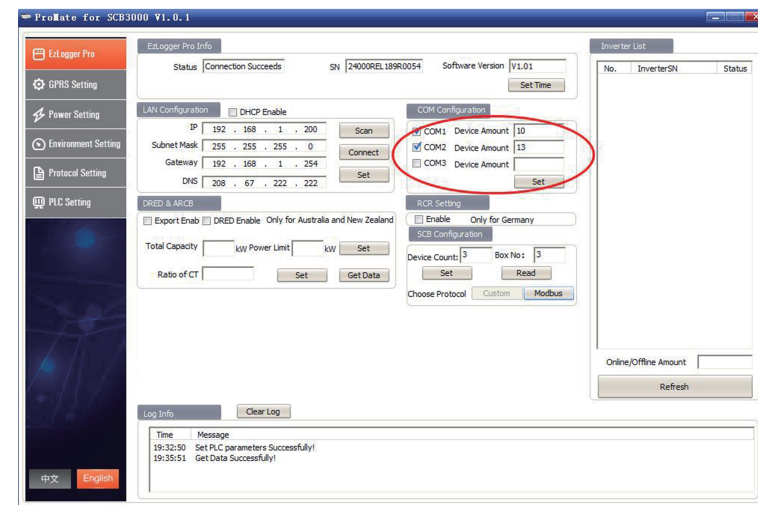 ProMate for SCB3000 V1.0.1
EzLogger Pro
GPRS Setting
Power Setting
Environment Setting
Protocol Setting
PLC Setting
中文
English
EzLogger Pro Info
Status Connection Succeeds SN 24000REL189R0054 Software Version V1.01
Set Time
LAN Configuration DHCP Enable
IP 192 . 168 . 1 . 200 Scan
Subnet Mask 255 . 255 . 255 . 0 Connect
Gateway 192 . 168 . 1 . 254
Set
DNS 208 . 67 . 222 . 222
COM Configuration
COM1 Device Amount 10
COM2 Device Amount 13
COM3 Device Amount
Set
DRED & ARCB
Export Enab DRED Enable Only for Australia and New Zealand
Total Capacity kW Power Limit kW Set
Ratio of CT Set Get Data
RCR Setting
Enable Only for Germany
SCB Configuration
Device Count: 3 Box No: 3
Set Read
Choose Protocol Custom Modbus
Inverter List
No. InverterSN Status
Online/Offline Amount
Refresh
Log Info Clear Log
Time Message
19:32:50 Set PLC parameters Successfully!
19:35:51 Get Data Successfully!